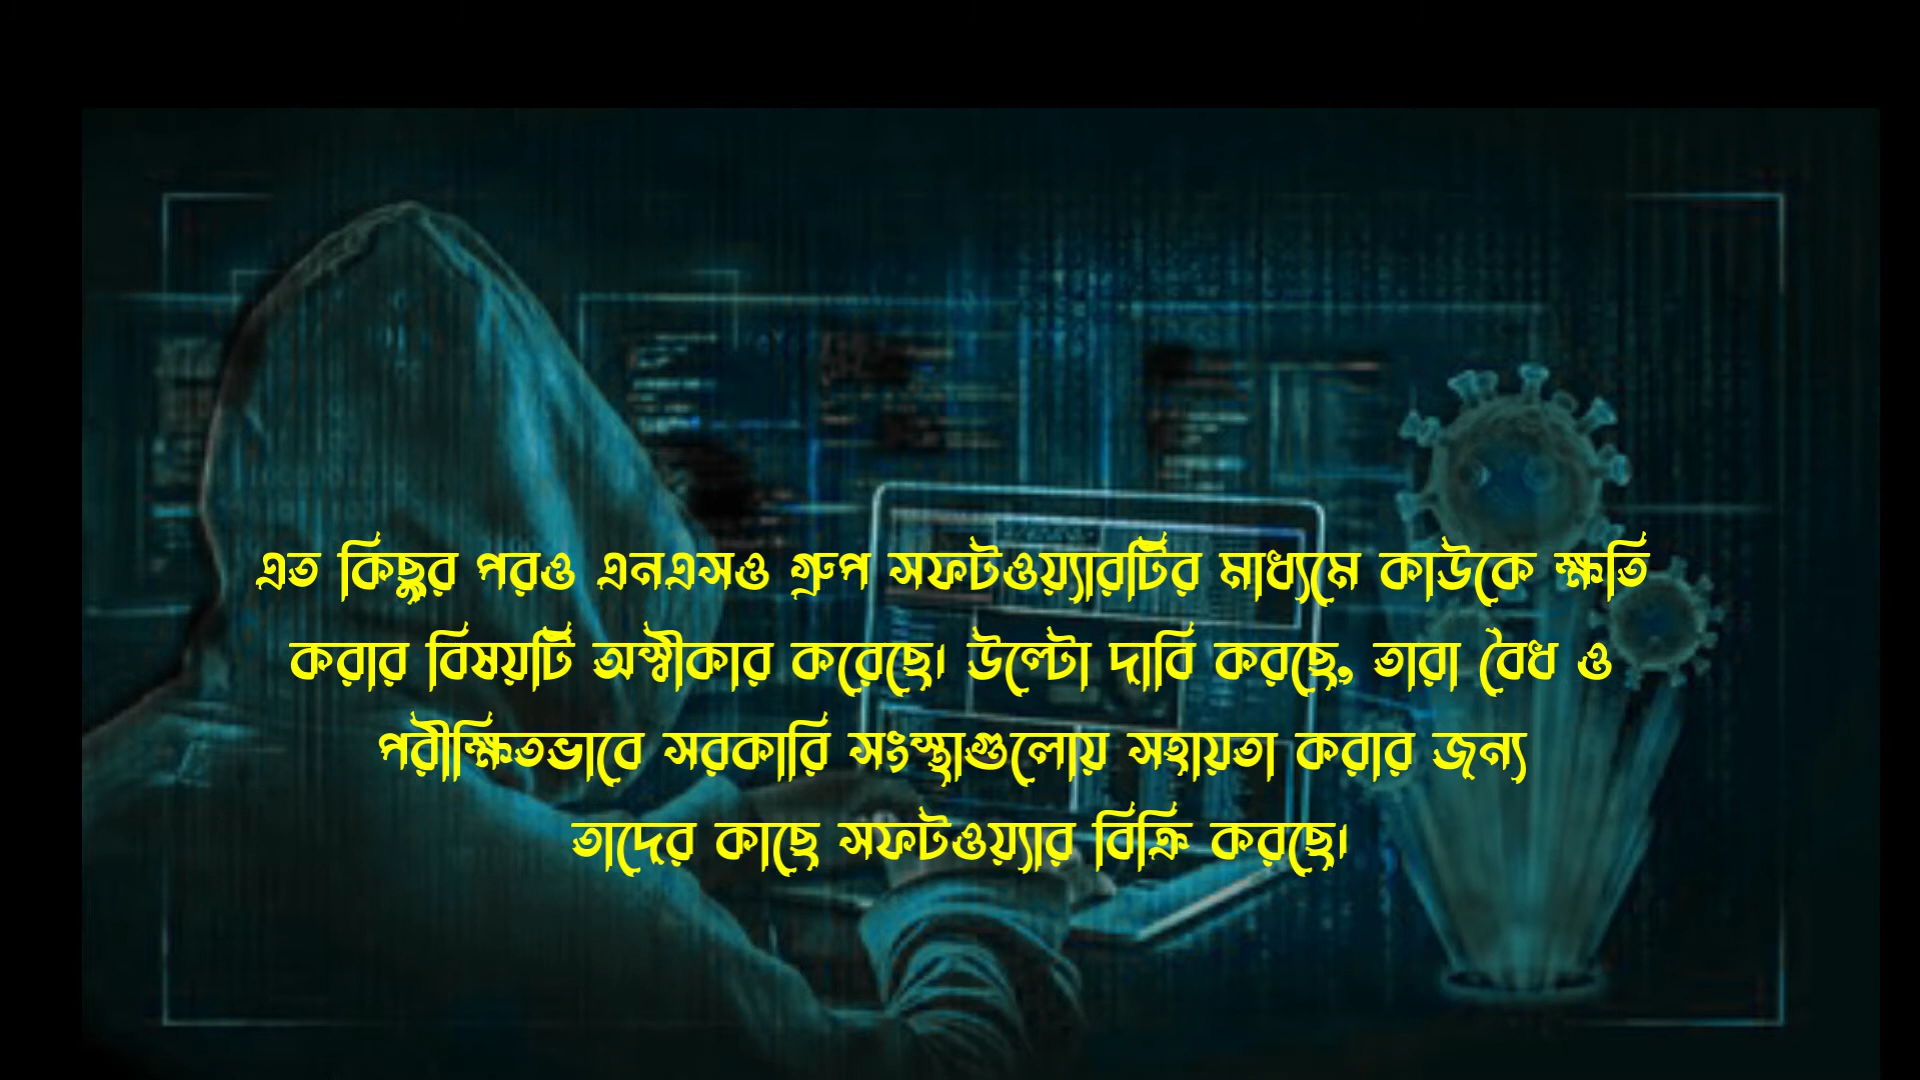 এত কিছুর পরও এনএসও গ্রুপ সফটওয়্যারটির মাধ্যমে কাউকে ক্ষতি
করার বিষয়টি অস্বীকার করেছে। উল্টো দাবি করছে, তারা বৈধ ও
পরীক্ষিতভাবে সরকারি সংস্থাগুলোয় সহায়তা করার জন্য
তাদের কাছে সফটওয়্যার বিক্রি করছে।